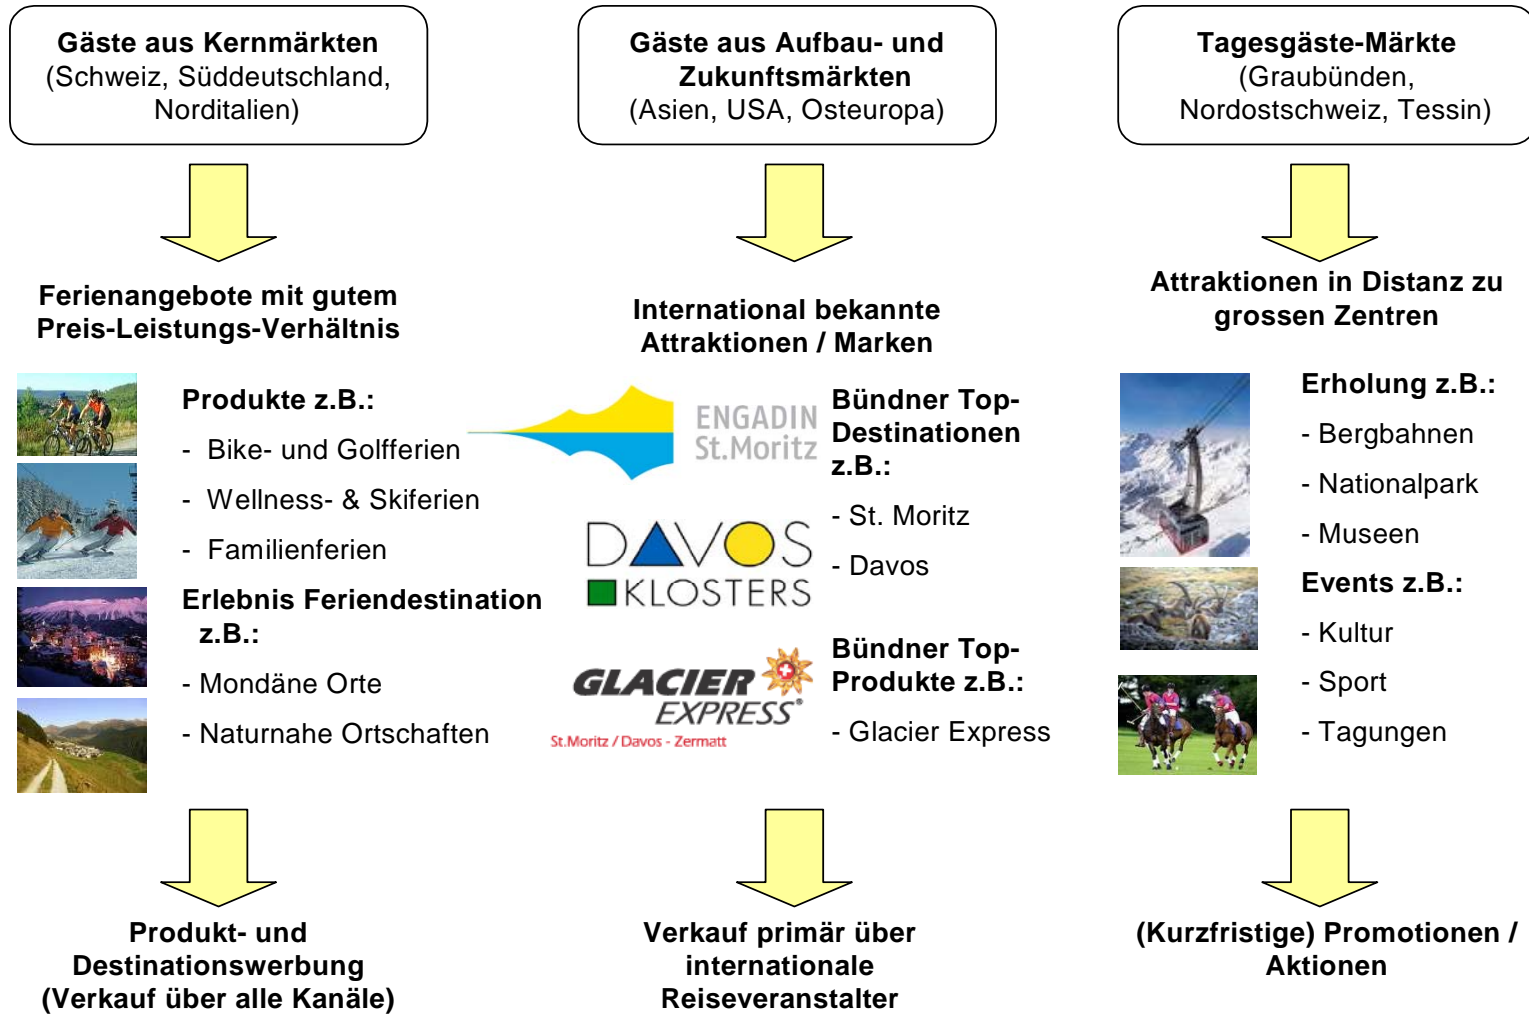 Gäste aus Kernmärkten
(Schweiz, Süddeutschland,
Norditalien)
Ferienangebote mit gutem
Preis-Leistungs-Verhältnis
Produkte z.B.:
- Bike- und Golfferien
- Wellness- & Skiferien
- Familienferien
Erlebnis Feriendestination
z.B.:
- Mondäne Orte
- Naturnahe Ortschaften
Produkt- und
Destinationswerbung
(Verkauf über alle Kanäle)
Gäste aus Aufbau- und
Zukunftsmärkten
(Asien, USA, Osteuropa)
International bekannte
Attraktionen / Marken
ENGADIN
St.Moritz
DAVOS
KLOSTERS
GLACIER
EXPRESS®
St.Moritz / Davos - Zermatt
Bündner Top-
Destinationen
z.B.:
- St. Moritz
- Davos
Bündner Top-
Produkte z.B.:
- Glacier Express
Verkauf primär über
internationale
Reiseveranstalter
Tagesgäste-Märkte
(Graubünden,
Nordostschweiz, Tessin)
Attraktionen in Distanz zu
grossen Zentren
Erholung z.B.:
- Bergbahnen
- Nationalpark
- Museen
Events z.B.:
- Kultur
- Sport
- Tagungen
(Kurzfristige) Promotionen /
Aktionen